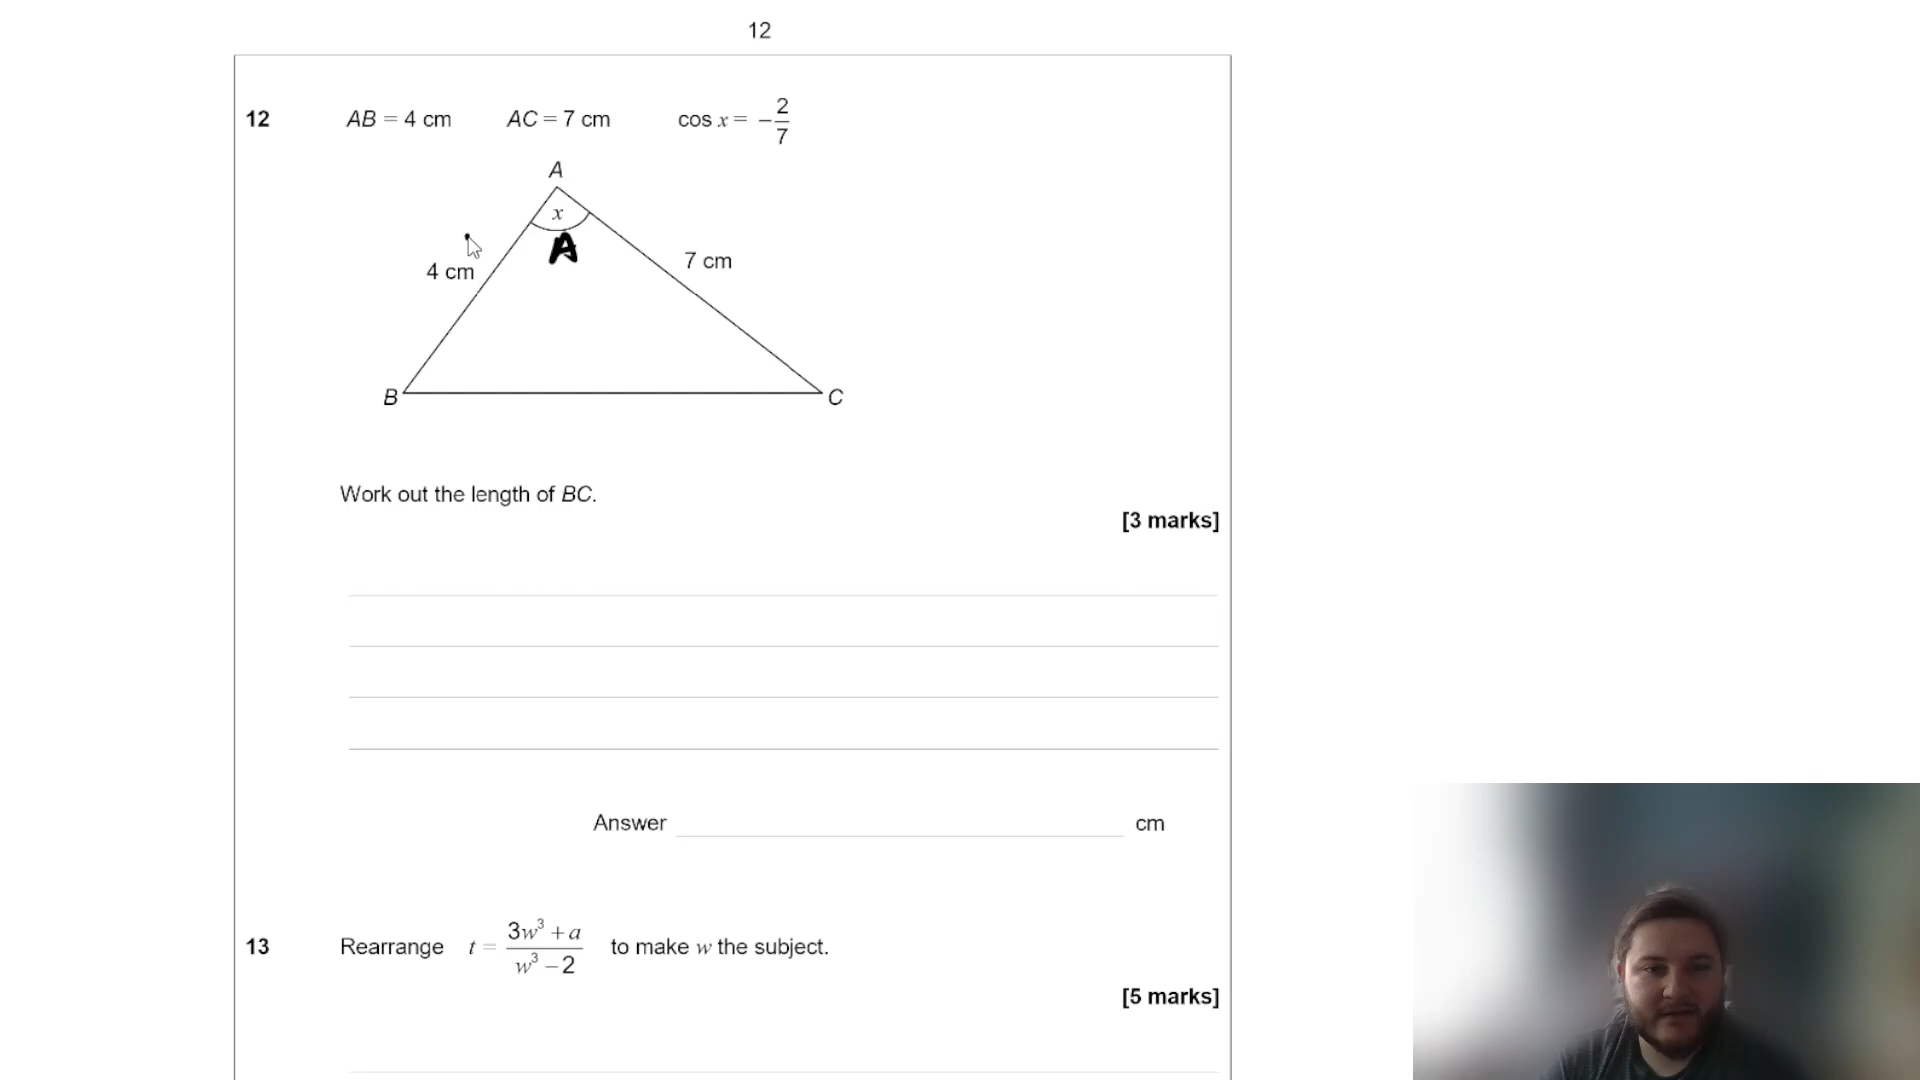 12
12 AB = 4 cm AC = 7 cm cos x = −2/7
A
x
A
4 cm
7 cm
B
C
Work out the length of BC.
[3 marks]
Answer cm
13 Rearrange t = (3w³ + a)/(w³ − 2) to make w the subject.
[5 marks]